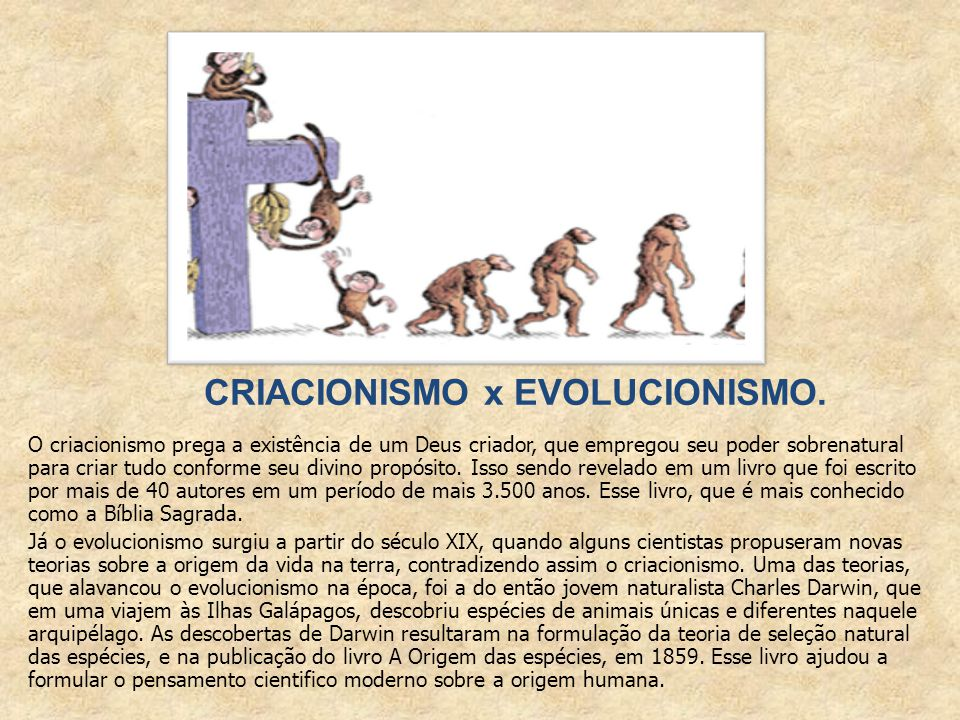 CRIACIONISMO x EVOLUCIONISMO.
O criacionismo prega a existência de um Deus criador, que empregou seu poder sobrenatural
para criar tudo conforme seu divino propósito. Isso sendo revelado em um livro que foi escrito
por mais de 40 autores em um período de mais 3.500 anos. Esse livro, que é mais conhecido
como a Bíblia Sagrada.
Já o evolucionismo surgiu a partir do século XIX, quando alguns cientistas propuseram novas
teorias sobre a origem da vida na terra, contradizendo assim o criacionismo. Uma das teorias,
que alavancou o evolucionismo na época, foi a do então jovem naturalista Charles Darwin, que
em uma viajem às Ilhas Galápagos, descobriu espécies de animais únicas e diferentes naquele
arquipélago. As descobertas de Darwin resultaram na formulação da teoria de seleção natural
das espécies, e na publicação do livro A Origem das espécies, em 1859. Esse livro ajudou a
formular o pensamento cientifico moderno sobre a origem humana.